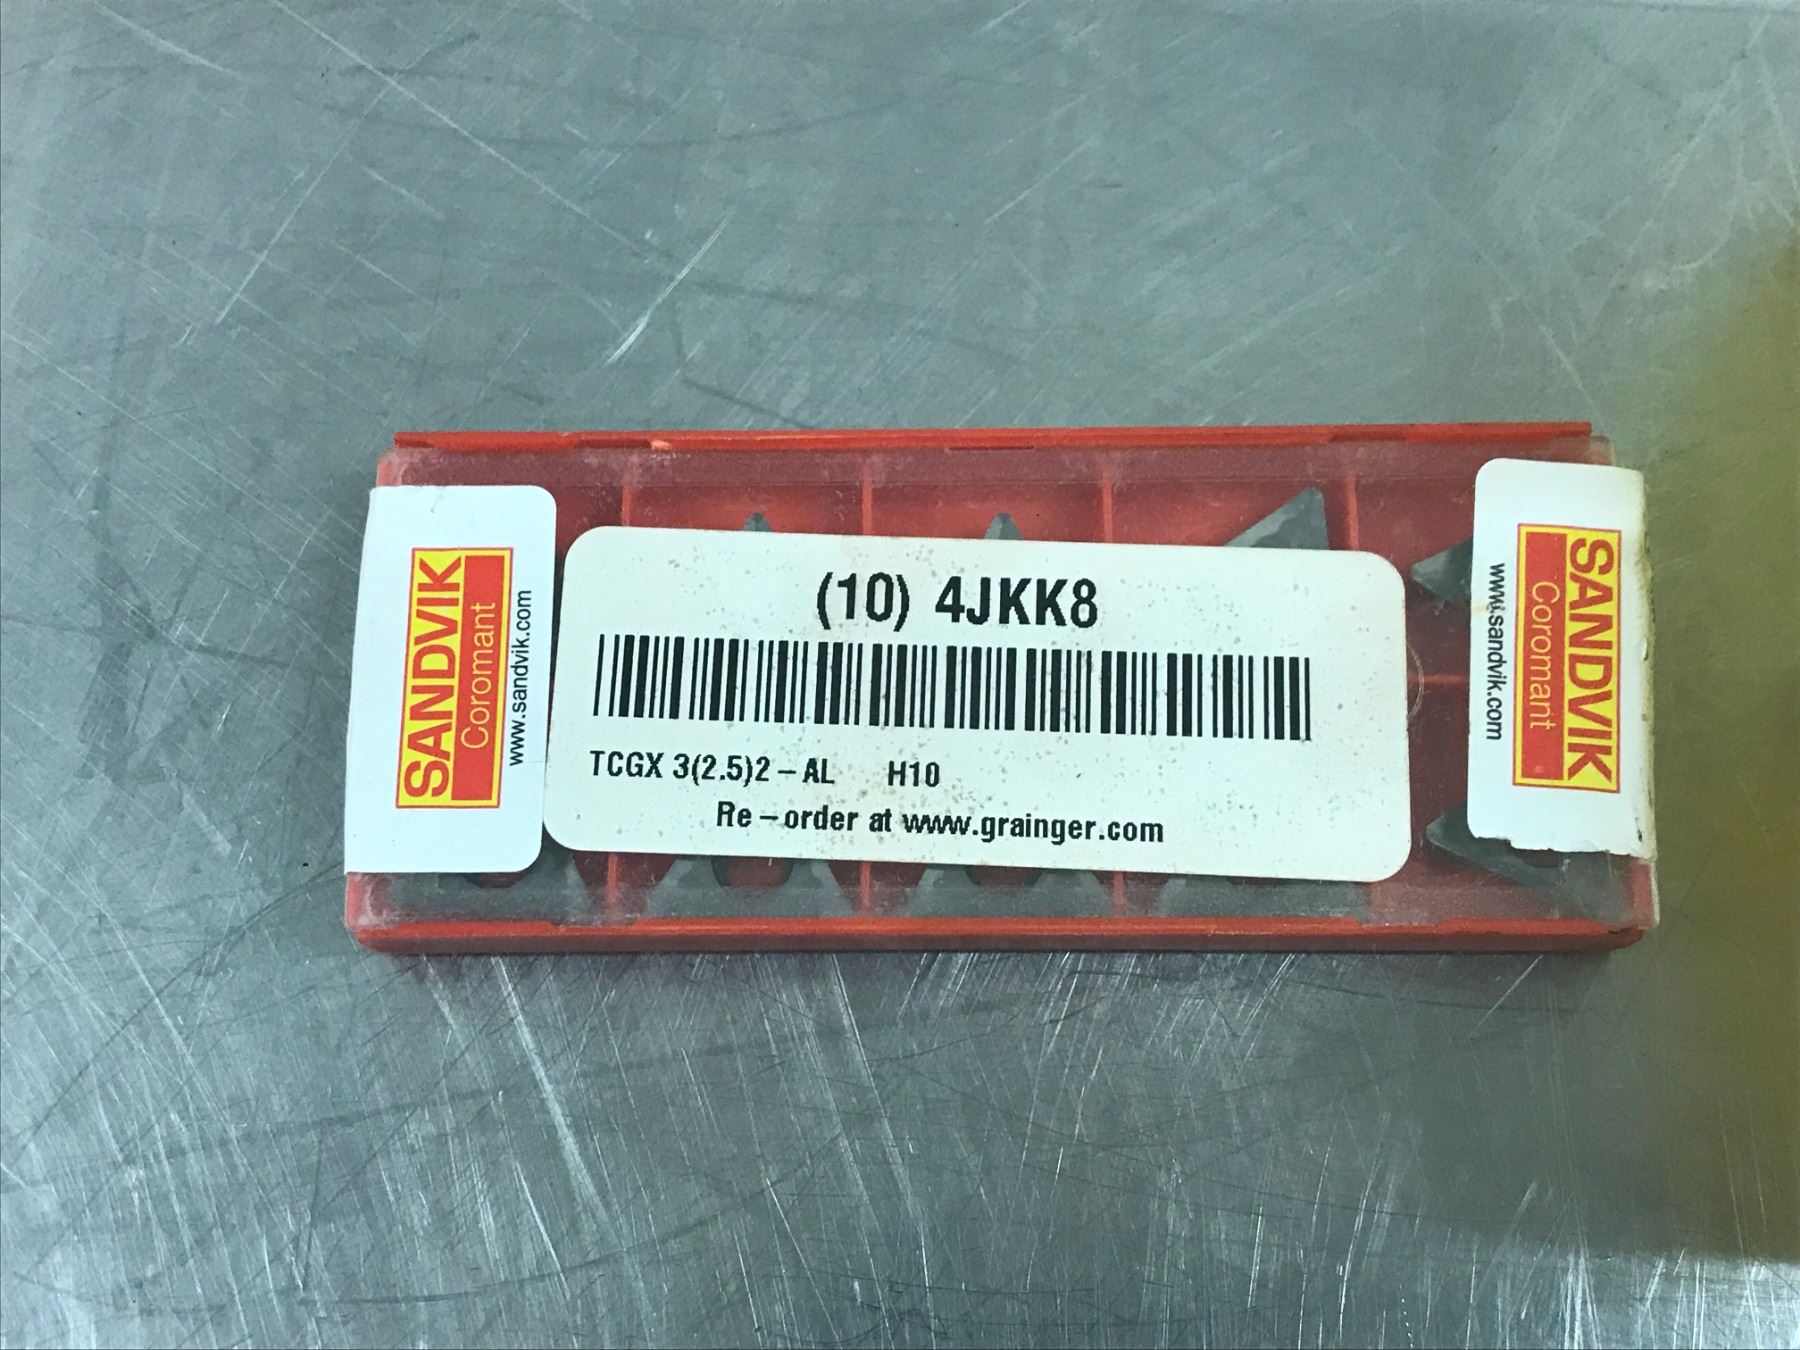 SANDVIK
Coromant
www.sandvik.com
(10) 4JKK8
TCGX 3(2.5)2-AL H10
Re-order at www.grainger.com
SANDVIK
Coromant
www.sandvik.com